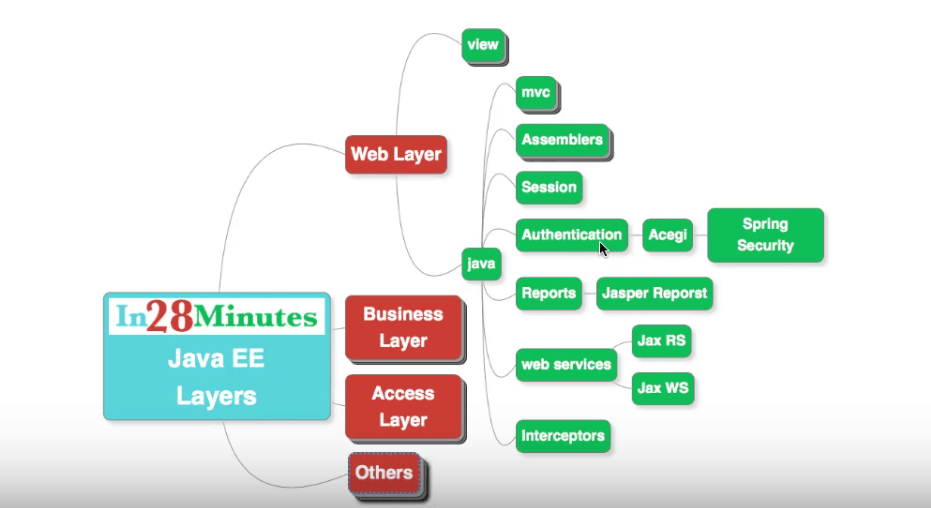 view
mvc
Assemblers
Web Layer
Session
Authentication
Acegi
Spring
Security
java
Reports
Jasper Reporst
In28Minutes
Java EE
Layers
Business
Layer
web services
Jax RS
Jax WS
Access
Layer
Interceptors
Others